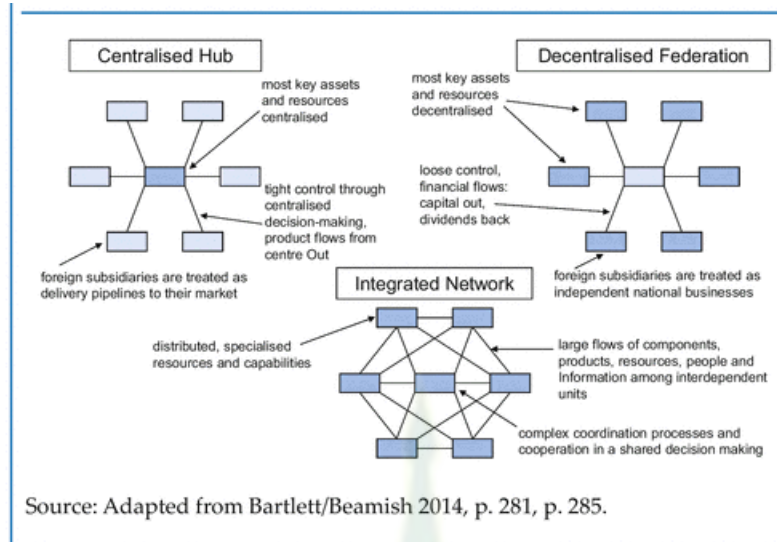 Centralised Hub
most key assets
and resources
centralised
tight control through
centralised
decision-making,
product flows from
centre Out
foreign subsidiaries are treated as
delivery pipelines to their market
Decentralised Federation
most key assets
and resources
decentralised
loose control,
financial flows:
capital out,
dividends back
foreign subsidiaries are treated as
independent national businesses
Integrated Network
distributed, specialised
resources and capabilities
large flows of components,
products, resources, people and
Information among interdependent
units
complex coordination processes and
cooperation in a shared decision making
Source: Adapted from Bartlett/Beamish 2014, p. 281, p. 285.